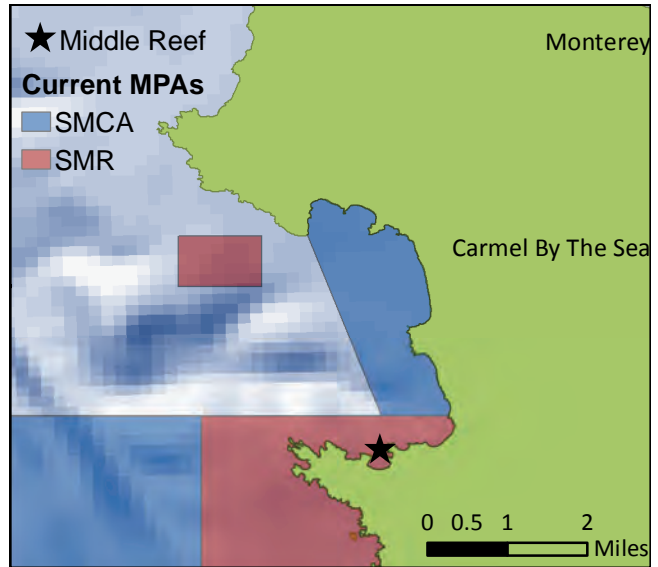 Middle Reef
Current MPAs
SMCA
SMR
Monterey
Carmel By The Sea
0 0.5 1 2
Miles